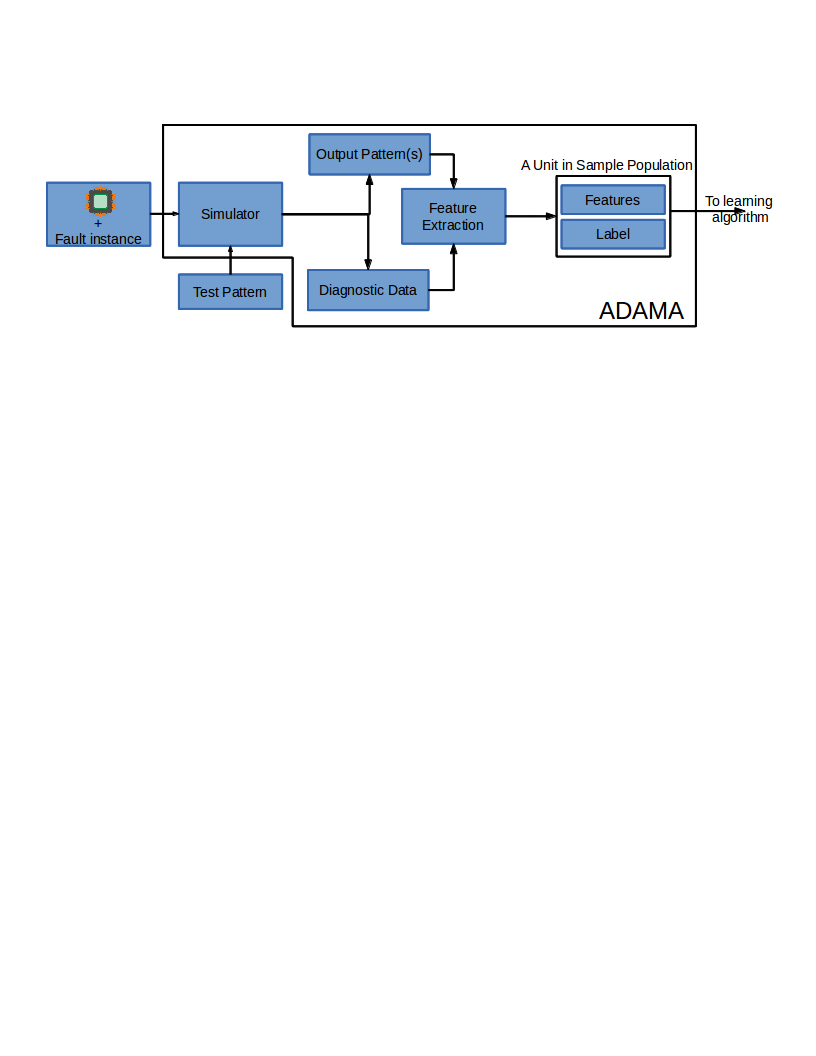 +
Fault instance
Simulator
Test Pattern
Output Pattern(s)
Diagnostic Data
Feature
Extraction
A Unit in Sample Population
Features
Label
To learning
algorithm
ADAMA